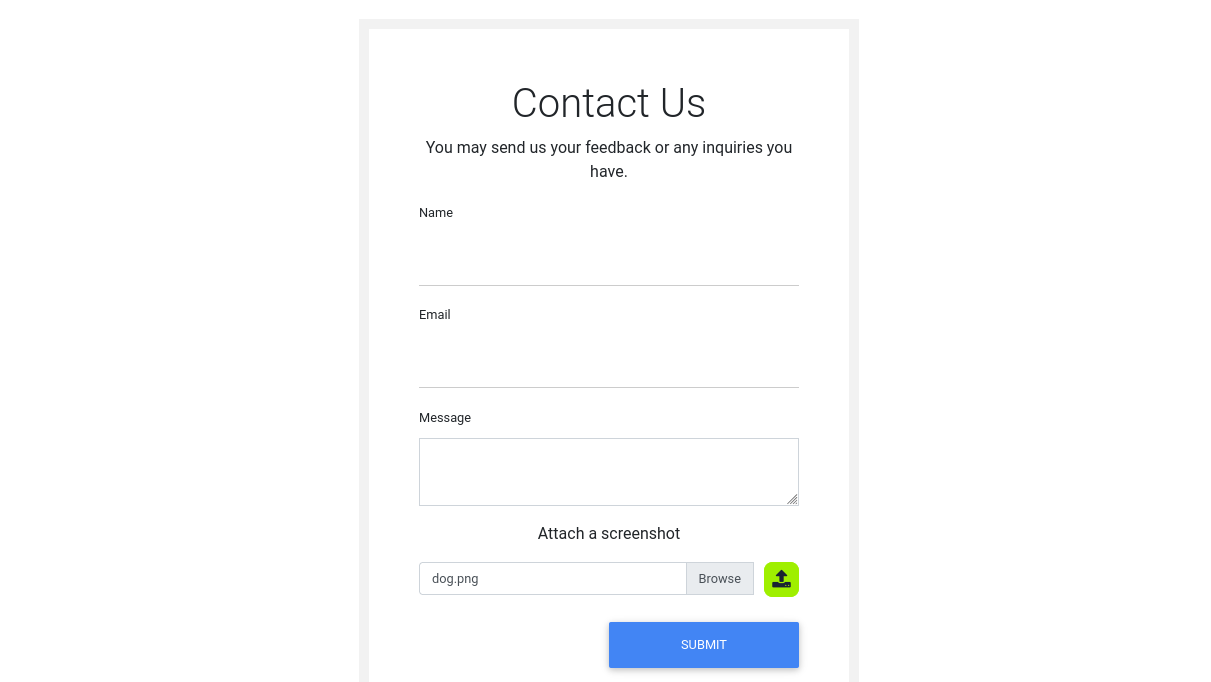 Contact Us
You may send us your feedback or any inquiries you
have.
Name
Email
Message
Attach a screenshot
dog.png
Browse
SUBMIT